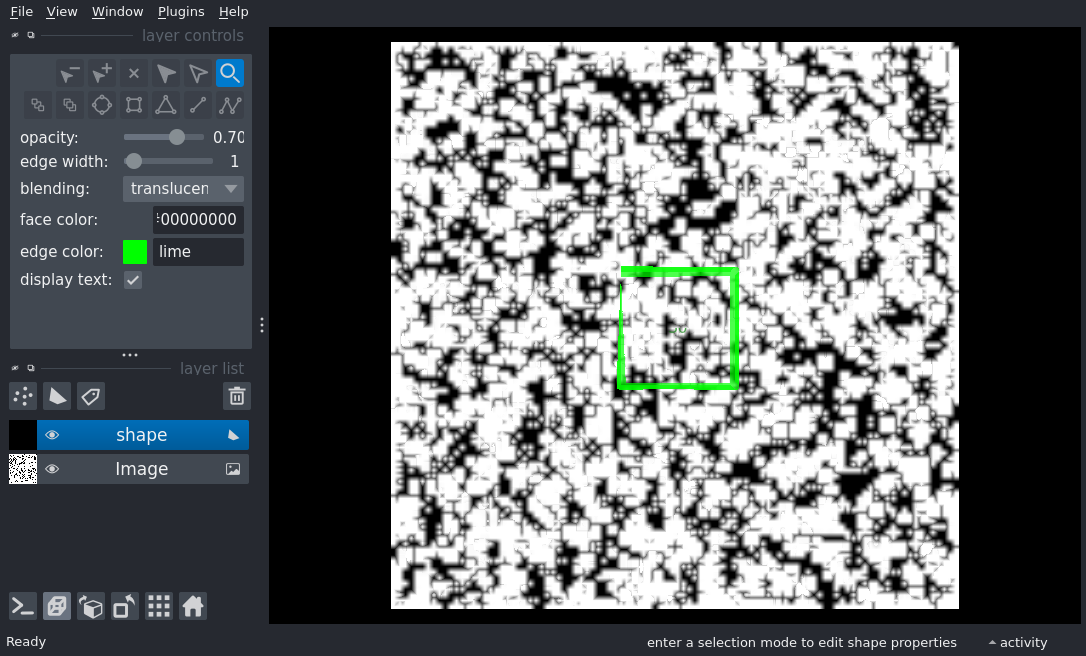 File View Window Plugins Help
layer controls
opacity: 0.70
edge width: 1
blending: translucen
face color: #00000000
edge color: lime
display text:
layer list
shape
Image
Ready
enter a selection mode to edit shape properties
activity